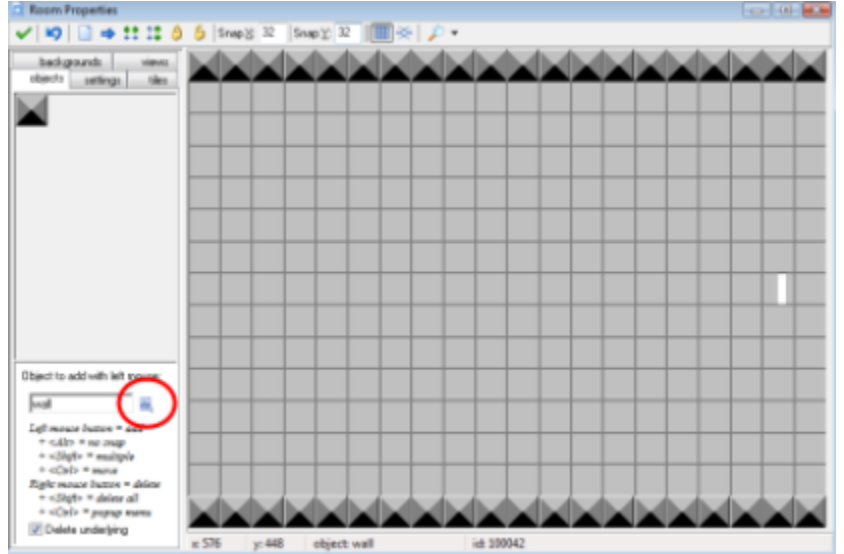 Room Properties
Snap X: 32 Snap Y: 32
backgrounds views
objects settings tiles
Object to add with left mouse:
wall
Left mouse button = add
+ <Alt> = no snap
+ <Shift> = multiple
+ <Ctrl> = move
Right mouse button = delete
+ <Shift> = delete all
+ <Ctrl> = popup menu
Delete underlying
x: 576 y: 448 object: wall id: 100042